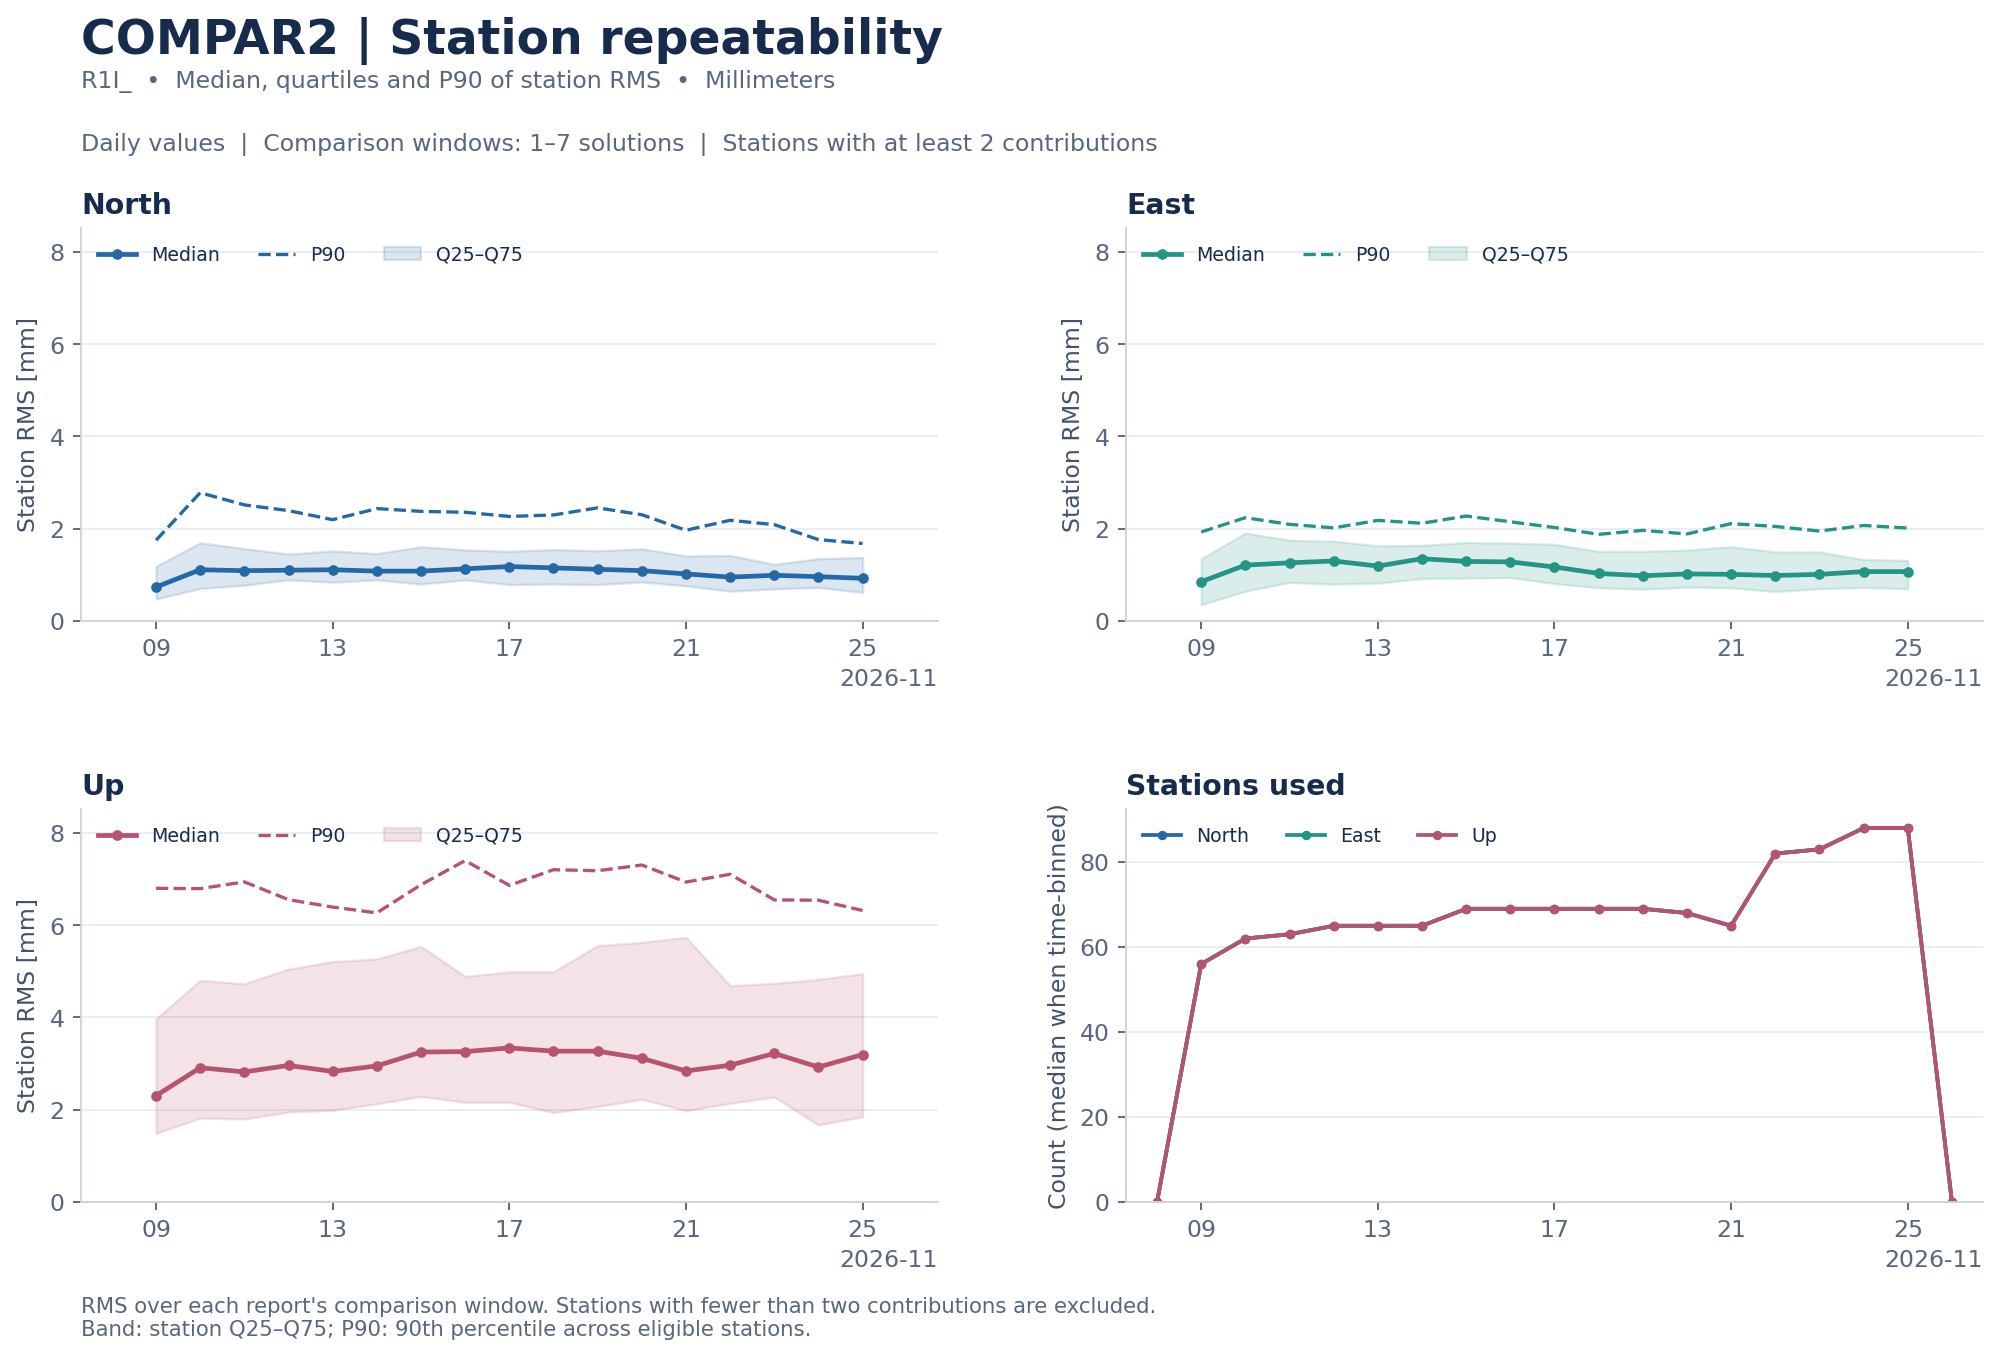 COMPAR2 | Station repeatability
R1I_ • Median, quartiles and P90 of station RMS • Millimeters
Daily values | Comparison windows: 1–7 solutions | Stations with at least 2 contributions
North
Median P90 Q25–Q75
Station RMS [mm]
8
6
4
2
0
09 13 17 21 25
2026-11
East
Median P90 Q25–Q75
Station RMS [mm]
8
6
4
2
0
09 13 17 21 25
2026-11
Up
Median P90 Q25–Q75
Station RMS [mm]
8
6
4
2
0
09 13 17 21 25
2026-11
Stations used
North East Up
Count (median when time-binned)
80
60
40
20
0
09 13 17 21 25
2026-11
RMS over each report's comparison window. Stations with fewer than two contributions are excluded.
Band: station Q25–Q75; P90: 90th percentile across eligible stations.